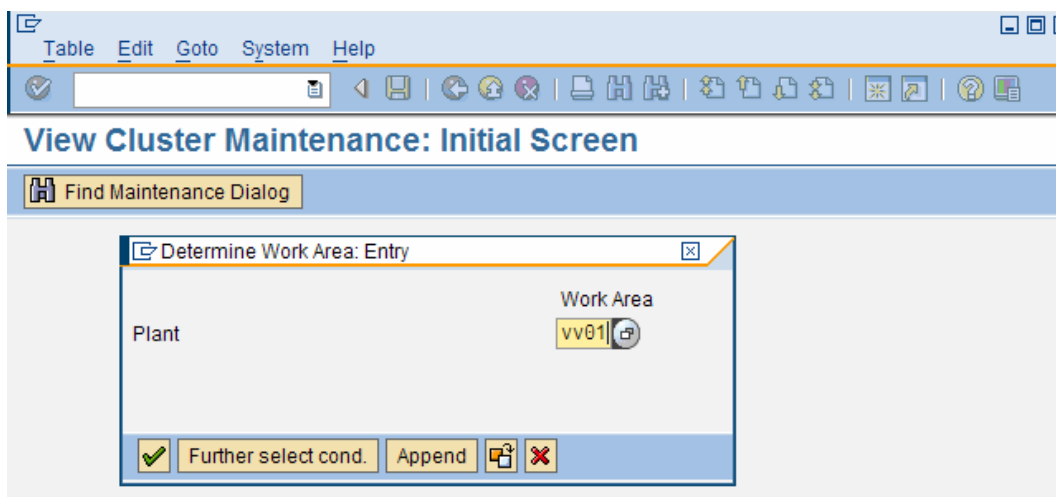 Table Edit Goto System Help
View Cluster Maintenance: Initial Screen
Find Maintenance Dialog
Determine Work Area: Entry
Work Area
Plant vv01
Further select cond. Append